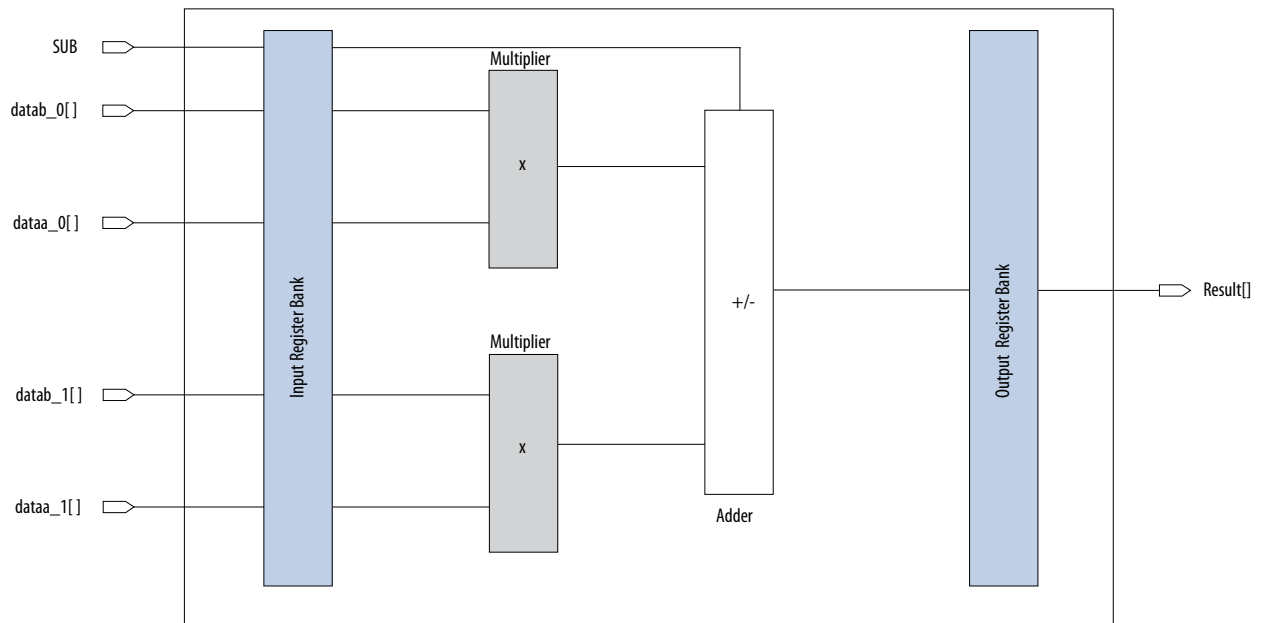 SUB
Multiplier
datab_0[ ]
x
dataa_0[ ]
Input Register Bank
+/-
Output Register Bank
Result[]
Multiplier
datab_1[ ]
x
dataa_1[ ]
Adder